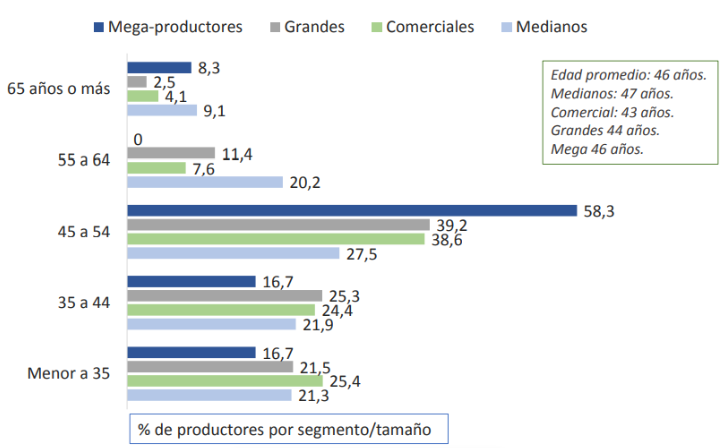 Mega-productores Grandes Comerciales Medianos
Edad promedio: 46 años.
Medianos: 47 años.
Comercial: 43 años.
Grandes 44 años.
Mega 46 años.
65 años o más
8,3
2,5
4,1
9,1
55 a 64
0
11,4
7,6
20,2
45 a 54
58,3
39,2
38,6
27,5
35 a 44
16,7
25,3
24,4
21,9
Menor a 35
16,7
21,5
25,4
21,3
% de productores por segmento/tamaño